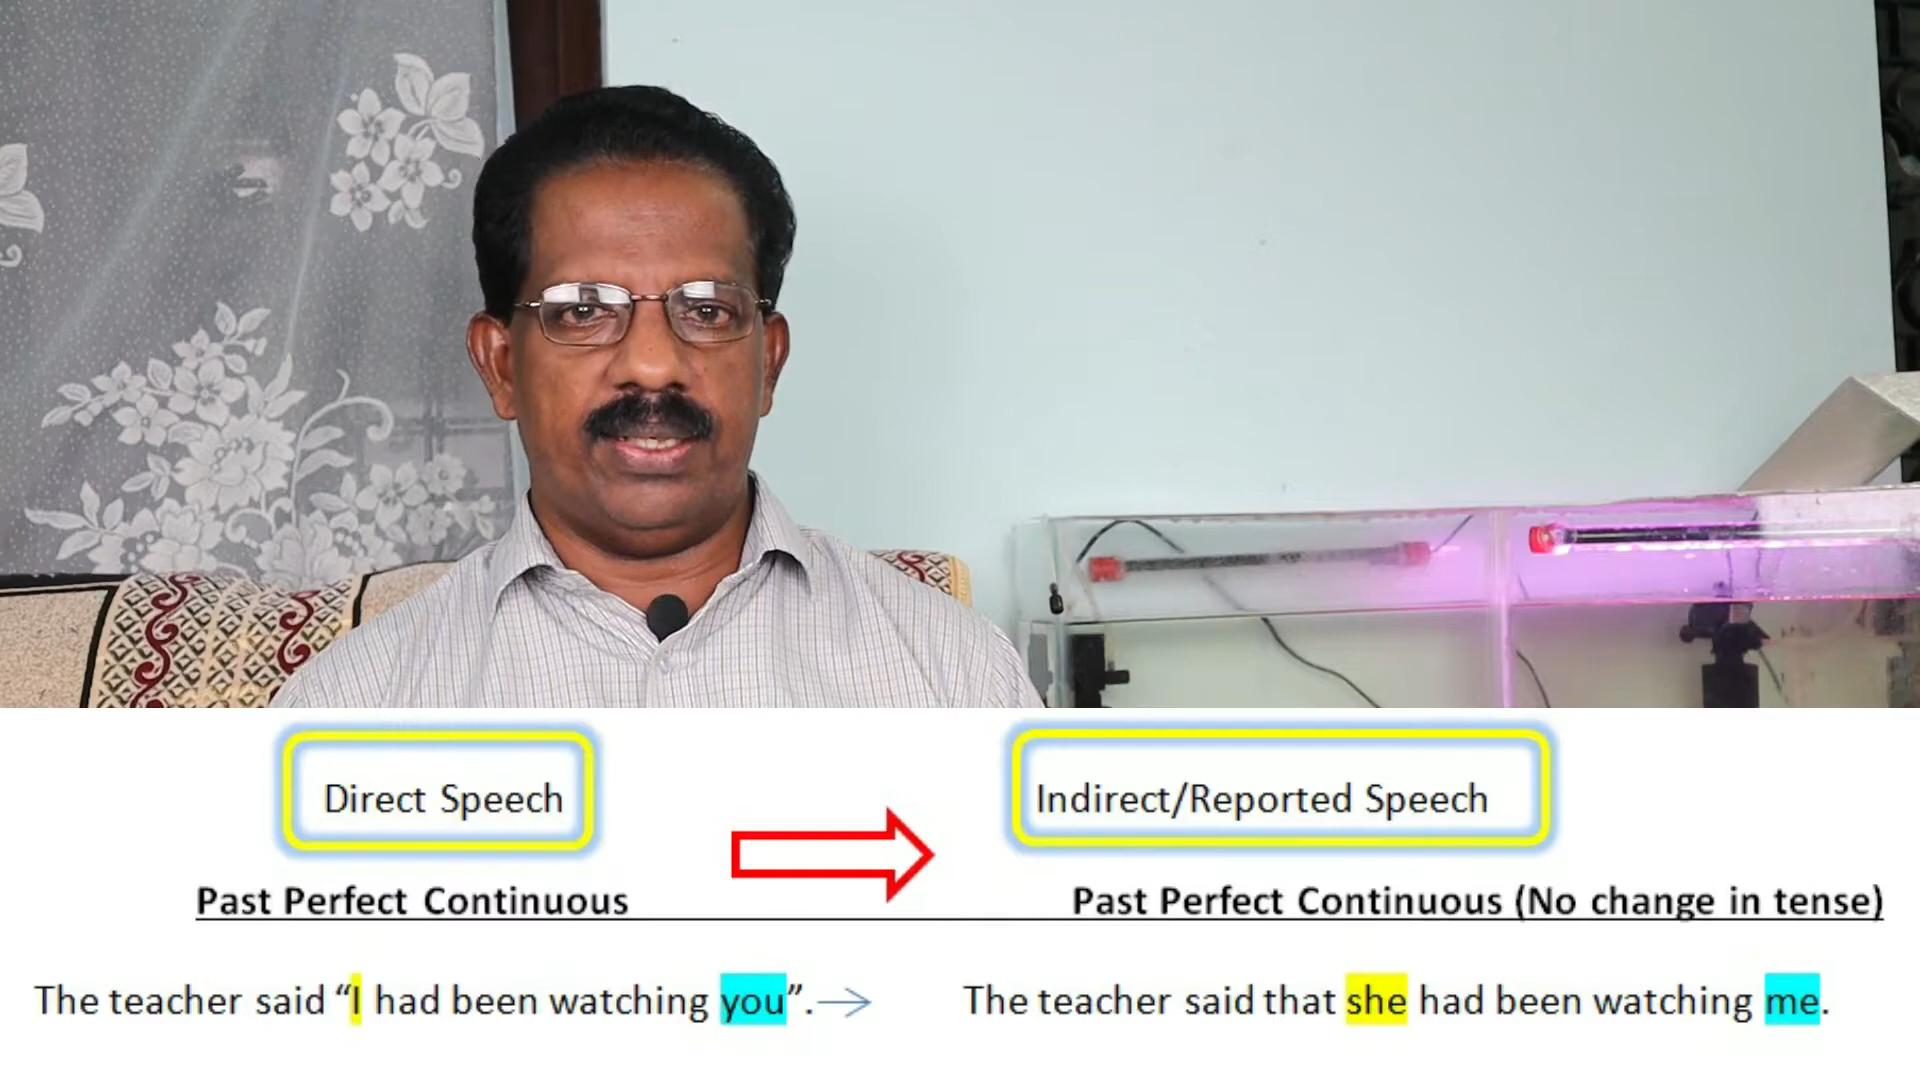 Direct Speech
Indirect/Reported Speech
Past Perfect Continuous
Past Perfect Continuous (No change in tense)
The teacher said “I had been watching you”.→
The teacher said that she had been watching me.